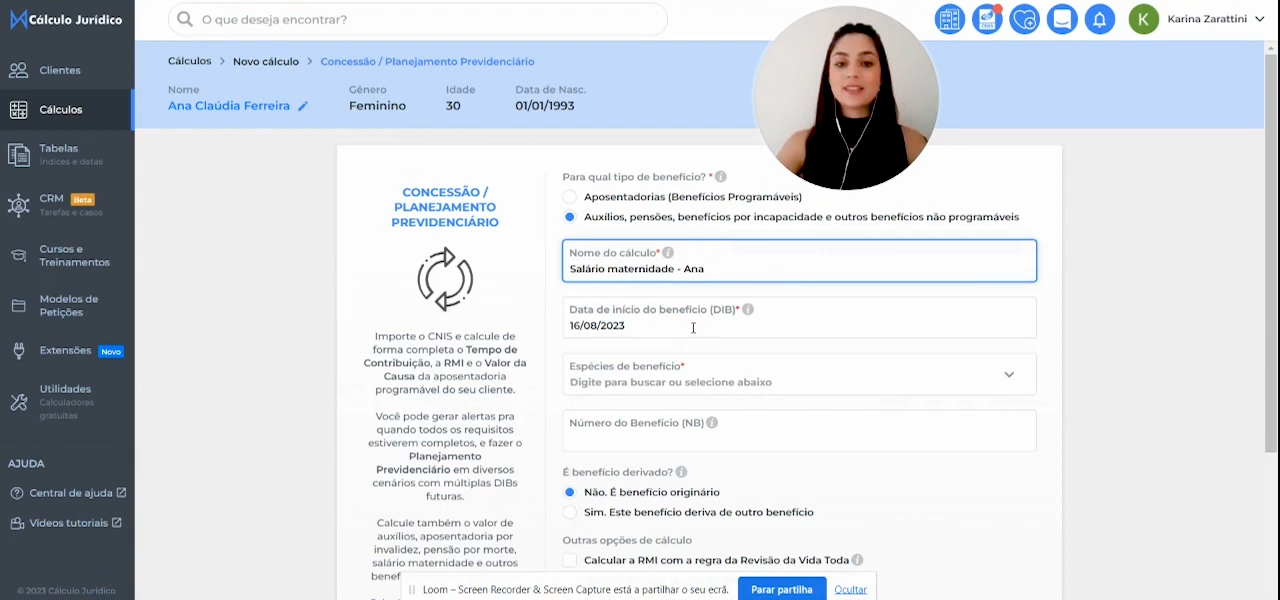 Cálculo Jurídico
O que deseja encontrar?
CNIS
K
Karina Zarattini
Clientes
Cálculos
Tabelas
Índices e datas
CRM Beta
Tarefas e casos
Cursos e
Treinamentos
Modelos de
Petições
Extensões Novo
Utilidades
Calculadoras
gratuitas
AJUDA
Central de ajuda
Vídeos tutoriais
© 2023 Cálculo Jurídico
Cálculos > Novo cálculo > Concessão / Planejamento Previdenciário
Nome
Ana Claúdia Ferreira
Gênero
Feminino
Idade
30
Data de Nasc.
01/01/1993
CONCESSÃO /
PLANEJAMENTO
PREVIDENCIÁRIO
Importe o CNIS e calcule de
forma completa o Tempo de
Contribuição, a RMI e o Valor da
Causa da aposentadoria
programável do seu cliente.
Você pode gerar alertas pra
quando todos os requisitos
estiverem completos, e fazer o
Planejamento
Previdenciário em diversos
cenários com múltiplas DIBs
futuras.
Calcule também o valor de
auxílios, aposentadoria por
invalidez, pensão por morte,
salário maternidade e outros
Para qual tipo de benefício? *
Aposentadorias (Benefícios Programáveis)
Auxílios, pensões, benefícios por incapacidade e outros benefícios não programáveis
Nome do cálculo*
Salário maternidade - Ana
Data de início do benefício (DIB)*
16/08/2023
Espécies de benefício*
Digite para buscar ou selecione abaixo
Número do Benefício (NB)
É benefício derivado?
Não. É benefício originário
Sim. Este benefício deriva de outro benefício
Outras opções de cálculo
Calcular a RMI com a regra da Revisão da Vida Toda
Loom – Screen Recorder & Screen Capture está a partilhar o seu ecrã.
Parar partilha
Ocultar